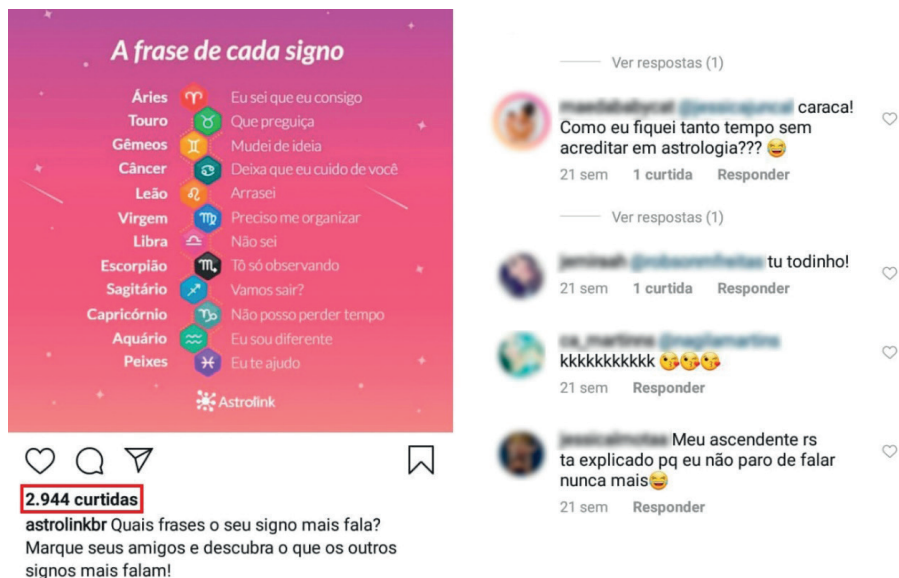 A frase de cada signo
Áries Eu sei que eu consigo
Touro Que preguiça
Gêmeos Mudei de ideia
Câncer Deixa que eu cuido de você
Leão Arrasei
Virgem Preciso me organizar
Libra Não sei
Escorpião Tô só observando
Sagitário Vamos sair?
Capricórnio Não posso perder tempo
Aquário Eu sou diferente
Peixes Eu te ajudo
Astrolink
2.944 curtidas
astrolinkbr Quais frases o seu signo mais fala?
Marque seus amigos e descubra o que os outros
signos mais falam!
Ver respostas (1)
caraca!
Como eu fiquei tanto tempo sem
acreditar em astrologia??? 😂
21 sem 1 curtida Responder
Ver respostas (1)
tu todinho!
21 sem 1 curtida Responder
kkkkkkkkkkk 😘😘😘
21 sem Responder
Meu ascendente rs
ta explicado pq eu não paro de falar
nunca mais😂
21 sem Responder